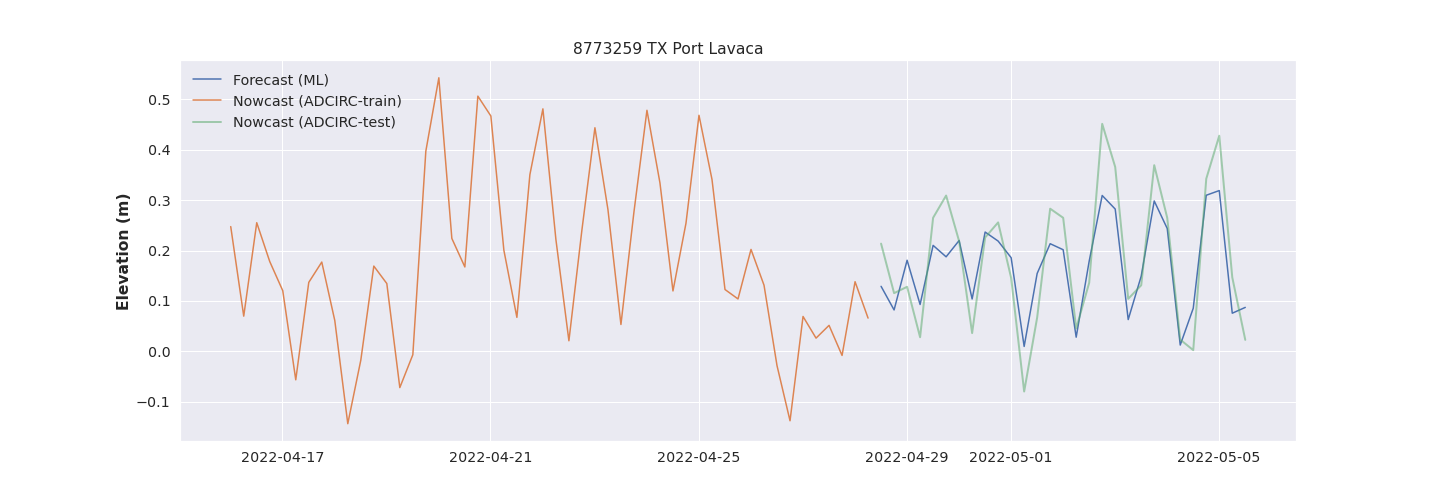 8773259 TX Port Lavaca
Forecast (ML)
Nowcast (ADCIRC-train)
Nowcast (ADCIRC-test)
Elevation (m)
0.5
0.4
0.3
0.2
0.1
0.0
−0.1
2022-04-17 2022-04-21 2022-04-25 2022-04-29 2022-05-01 2022-05-05